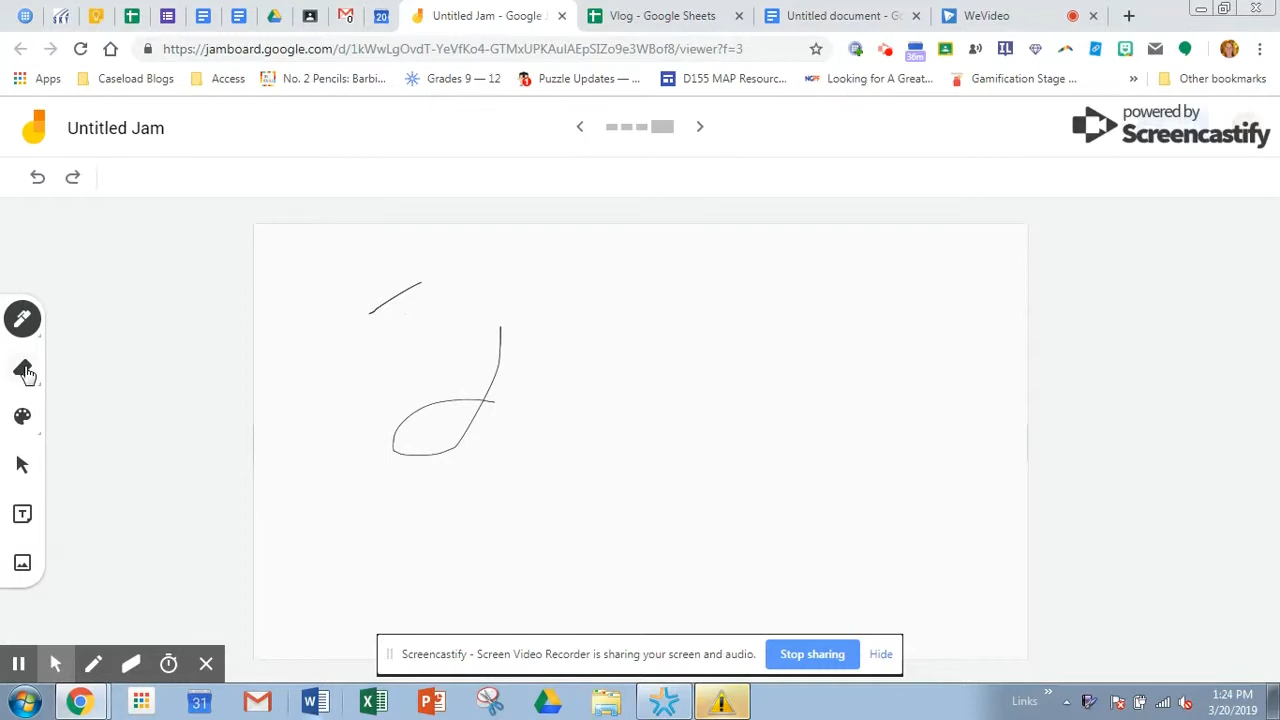 Untitled Jam - Google J
Vlog - Google Sheets
Untitled Document - Go
WeVideo
https://jamboard.google.com/d/1kWwLgOvdT-YeVfKo4-GTMxUPKAulAEpSIZo9e3WBof8/viewer?f=3
36m
Apps
Caseload Blogs
Access
No. 2 Pencils: Barbi...
Grades 9 — 12
Puzzle Updates — ...
D155 MAP Resourc...
Looking for A Great...
Gamification Stage ...
»
Other bookmarks
Untitled Jam
powered by
Screencastify
Screencastify - Screen Video Recorder is sharing your screen and audio.
Stop sharing
Hide
Links
1:24 PM
3/20/2019